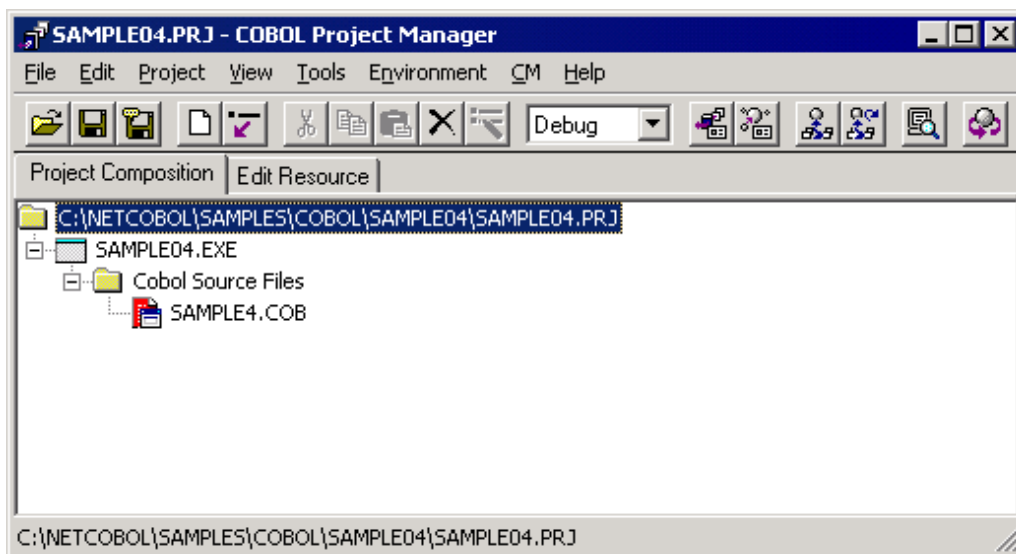 SAMPLE04.PRJ - COBOL Project Manager
File Edit Project View Tools Environment CM Help
Debug
Project Composition Edit Resource
C:\NETCOBOL\SAMPLES\COBOL\SAMPLE04\SAMPLE04.PRJ
SAMPLE04.EXE
Cobol Source Files
SAMPLE4.COB
C:\NETCOBOL\SAMPLES\COBOL\SAMPLE04\SAMPLE04.PRJ